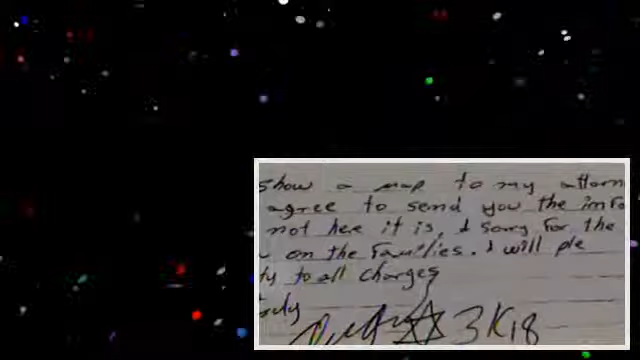 show a map to my attorn
agree to send you the info
not here it is, I sorry for the
on the families. I will ple
ty to all charges
rely
3K18